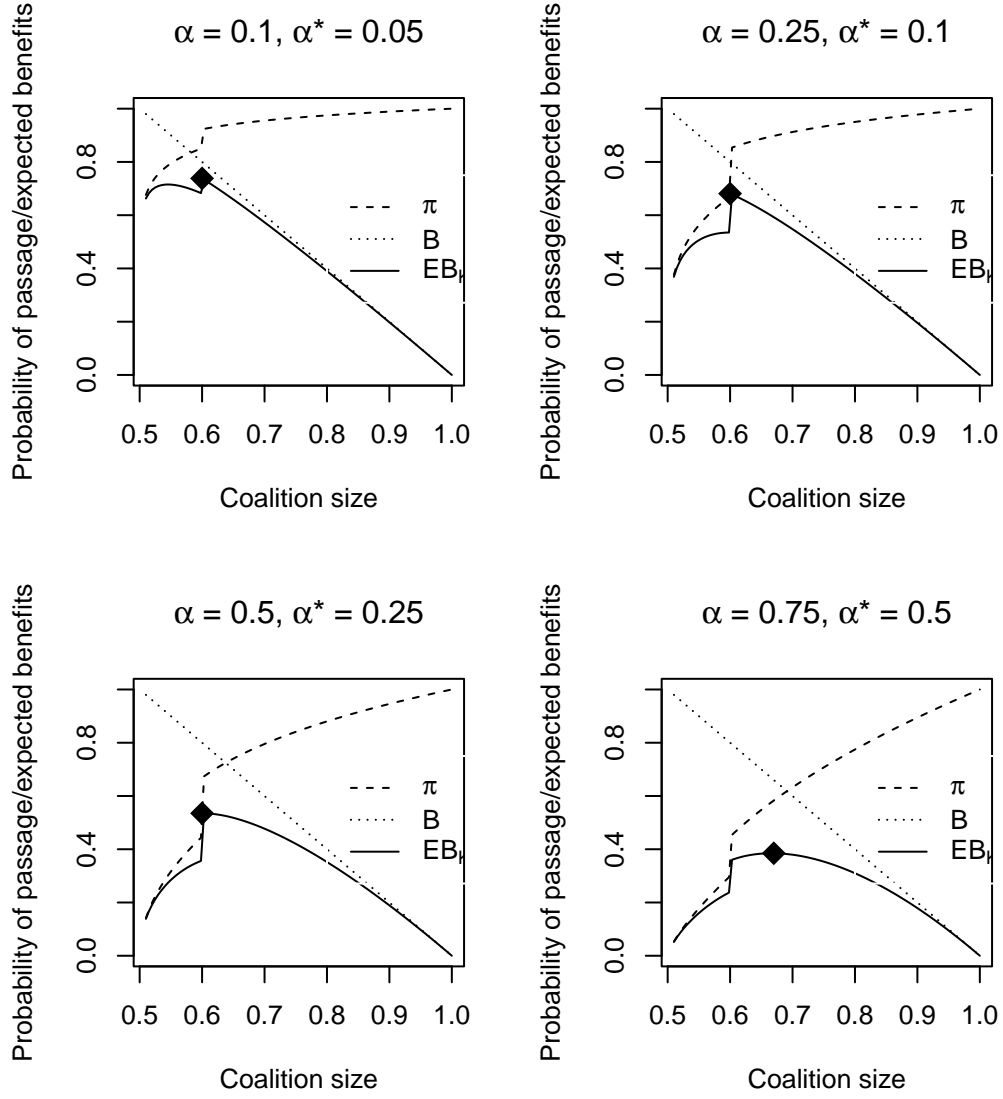 α = 0.1, α* = 0.05
Probability of passage/expected benefits
0.0 0.4 0.8
π
B
EB
0.5 0.6 0.7 0.8 0.9 1.0
Coalition size
α = 0.25, α* = 0.1
Probability of passage/expected benefits
0.0 0.4 0.8
π
B
EB
0.5 0.6 0.7 0.8 0.9 1.0
Coalition size
α = 0.5, α* = 0.25
Probability of passage/expected benefits
0.0 0.4 0.8
π
B
EB
0.5 0.6 0.7 0.8 0.9 1.0
Coalition size
α = 0.75, α* = 0.5
Probability of passage/expected benefits
0.0 0.4 0.8
π
B
EB
0.5 0.6 0.7 0.8 0.9 1.0
Coalition size